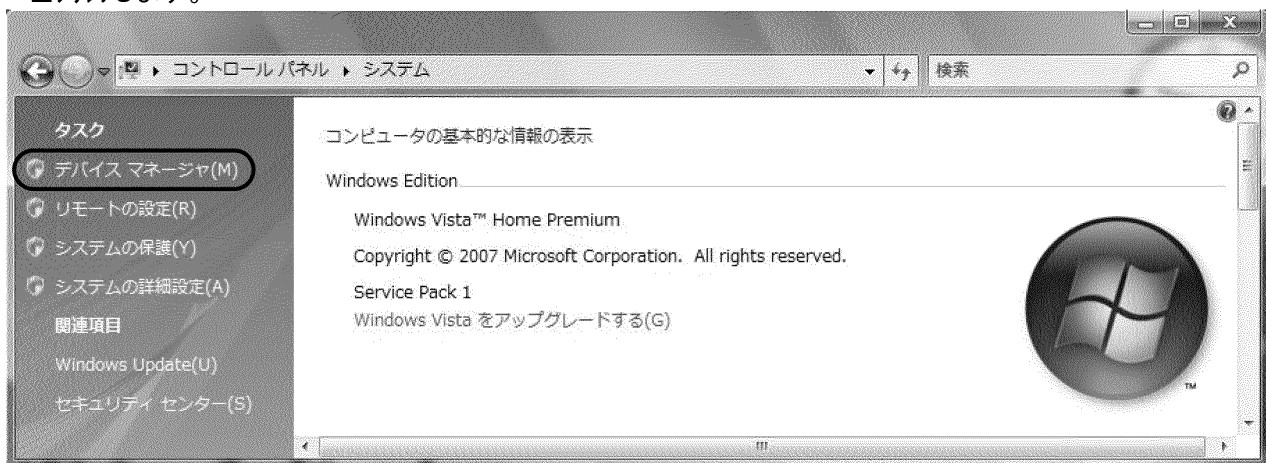 コントロール パネル ▸ システム
検索
タスク
デバイス マネージャ(M)
リモートの設定(R)
システムの保護(Y)
システムの詳細設定(A)
関連項目
Windows Update(U)
セキュリティ センター(S)
コンピュータの基本的な情報の表示
Windows Edition
Windows Vista™ Home Premium
Copyright © 2007 Microsoft Corporation. All rights reserved.
Service Pack 1
Windows Vista をアップグレードする(G)
TM